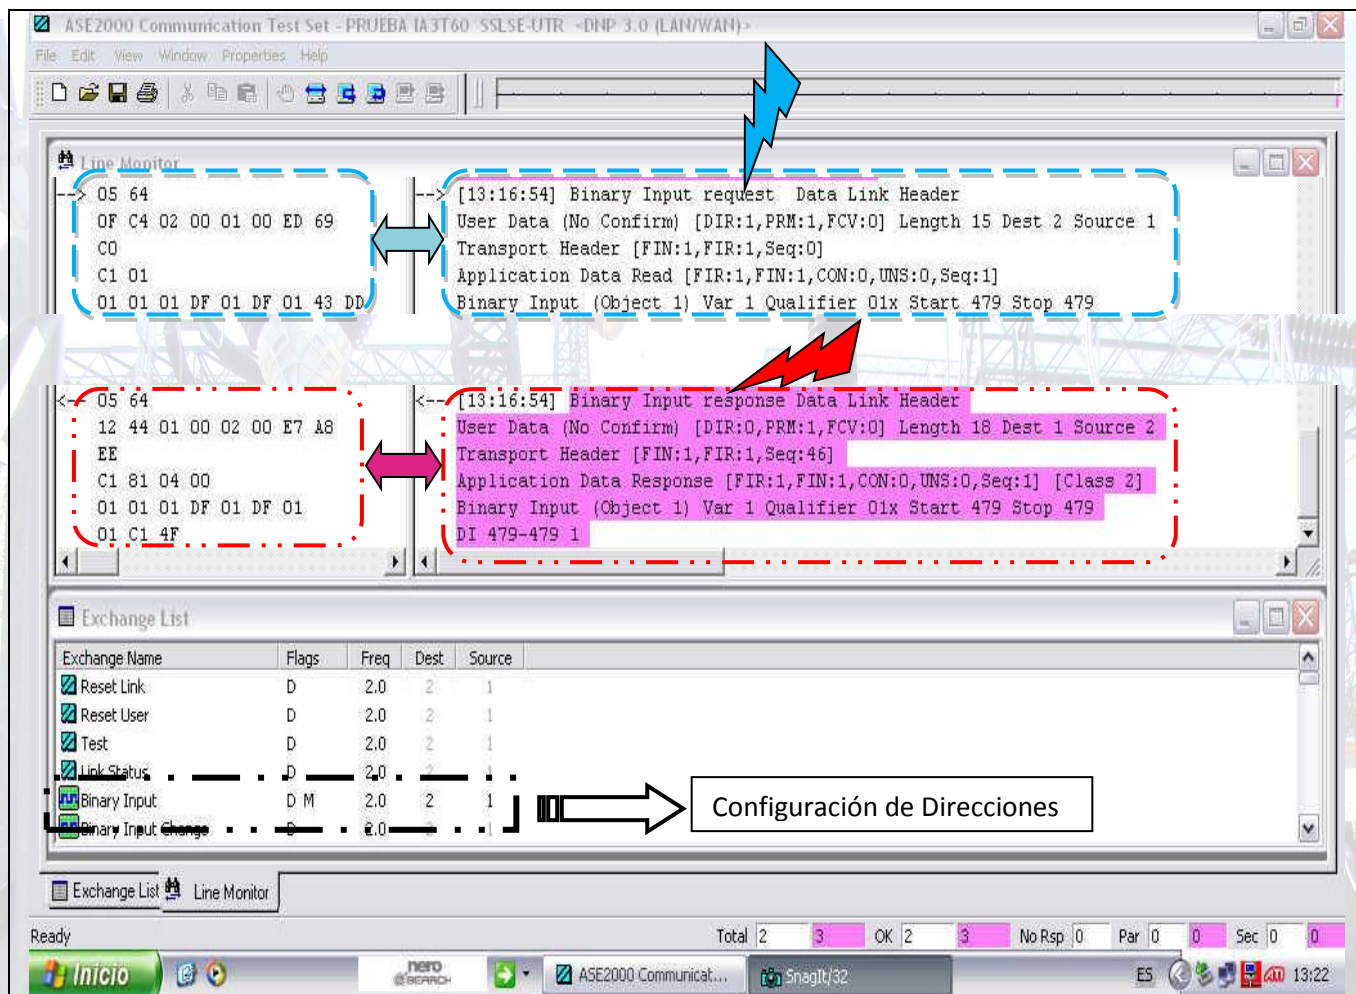 ASE2000 Communication Test Set - PRUEBA IA3T60 SSLSE-UTR <DNP 3.0 (LAN/WAN)>
File Edit View Window Properties Help
Line Monitor
--> 05 64
0F C4 02 00 01 00 ED 69
C0
C1 01
01 01 01 DF 01 DF 01 43 DD
--> [13:16:54] Binary Input request Data Link Header
User Data (No Confirm) [DIR:1,PRM:1,FCV:0] Length 15 Dest 2 Source 1
Transport Header [FIN:1,FIR:1,Seq:0]
Application Data Read [FIR:1,FIN:1,CON:0,UNS:0,Seq:1]
Binary Input (Object 1) Var 1 Qualifier 01x Start 479 Stop 479
<-- 05 64
12 44 01 00 02 00 E7 A8
EE
C1 81 04 00
01 01 01 DF 01 DF 01
01 C1 4F
<-- [13:16:54] Binary Input response Data Link Header
User Data (No Confirm) [DIR:0,PRM:1,FCV:0] Length 18 Dest 1 Source 2
Transport Header [FIN:1,FIR:1,Seq:46]
Application Data Response [FIR:1,FIN:1,CON:0,UNS:0,Seq:1] [Class 2]
Binary Input (Object 1) Var 1 Qualifier 01x Start 479 Stop 479
DI 479-479 1
Exchange List
Exchange Name Flags Freq Dest Source
Reset Link D 2.0 2 1
Reset User D 2.0 2 1
Test D 2.0 2 1
Link Status D 2.0 2 1
Binary Input D M 2.0 2 1
Binary Input Change D 2.0 2 1
Configuración de Direcciones
Exchange List Line Monitor
Ready Total 2 3 OK 2 3 No Rsp 0 Par 0 0 Sec 0 0
Inicio nero SEARCH ASE2000 Communicat... SnagIt/32 ES 13:22